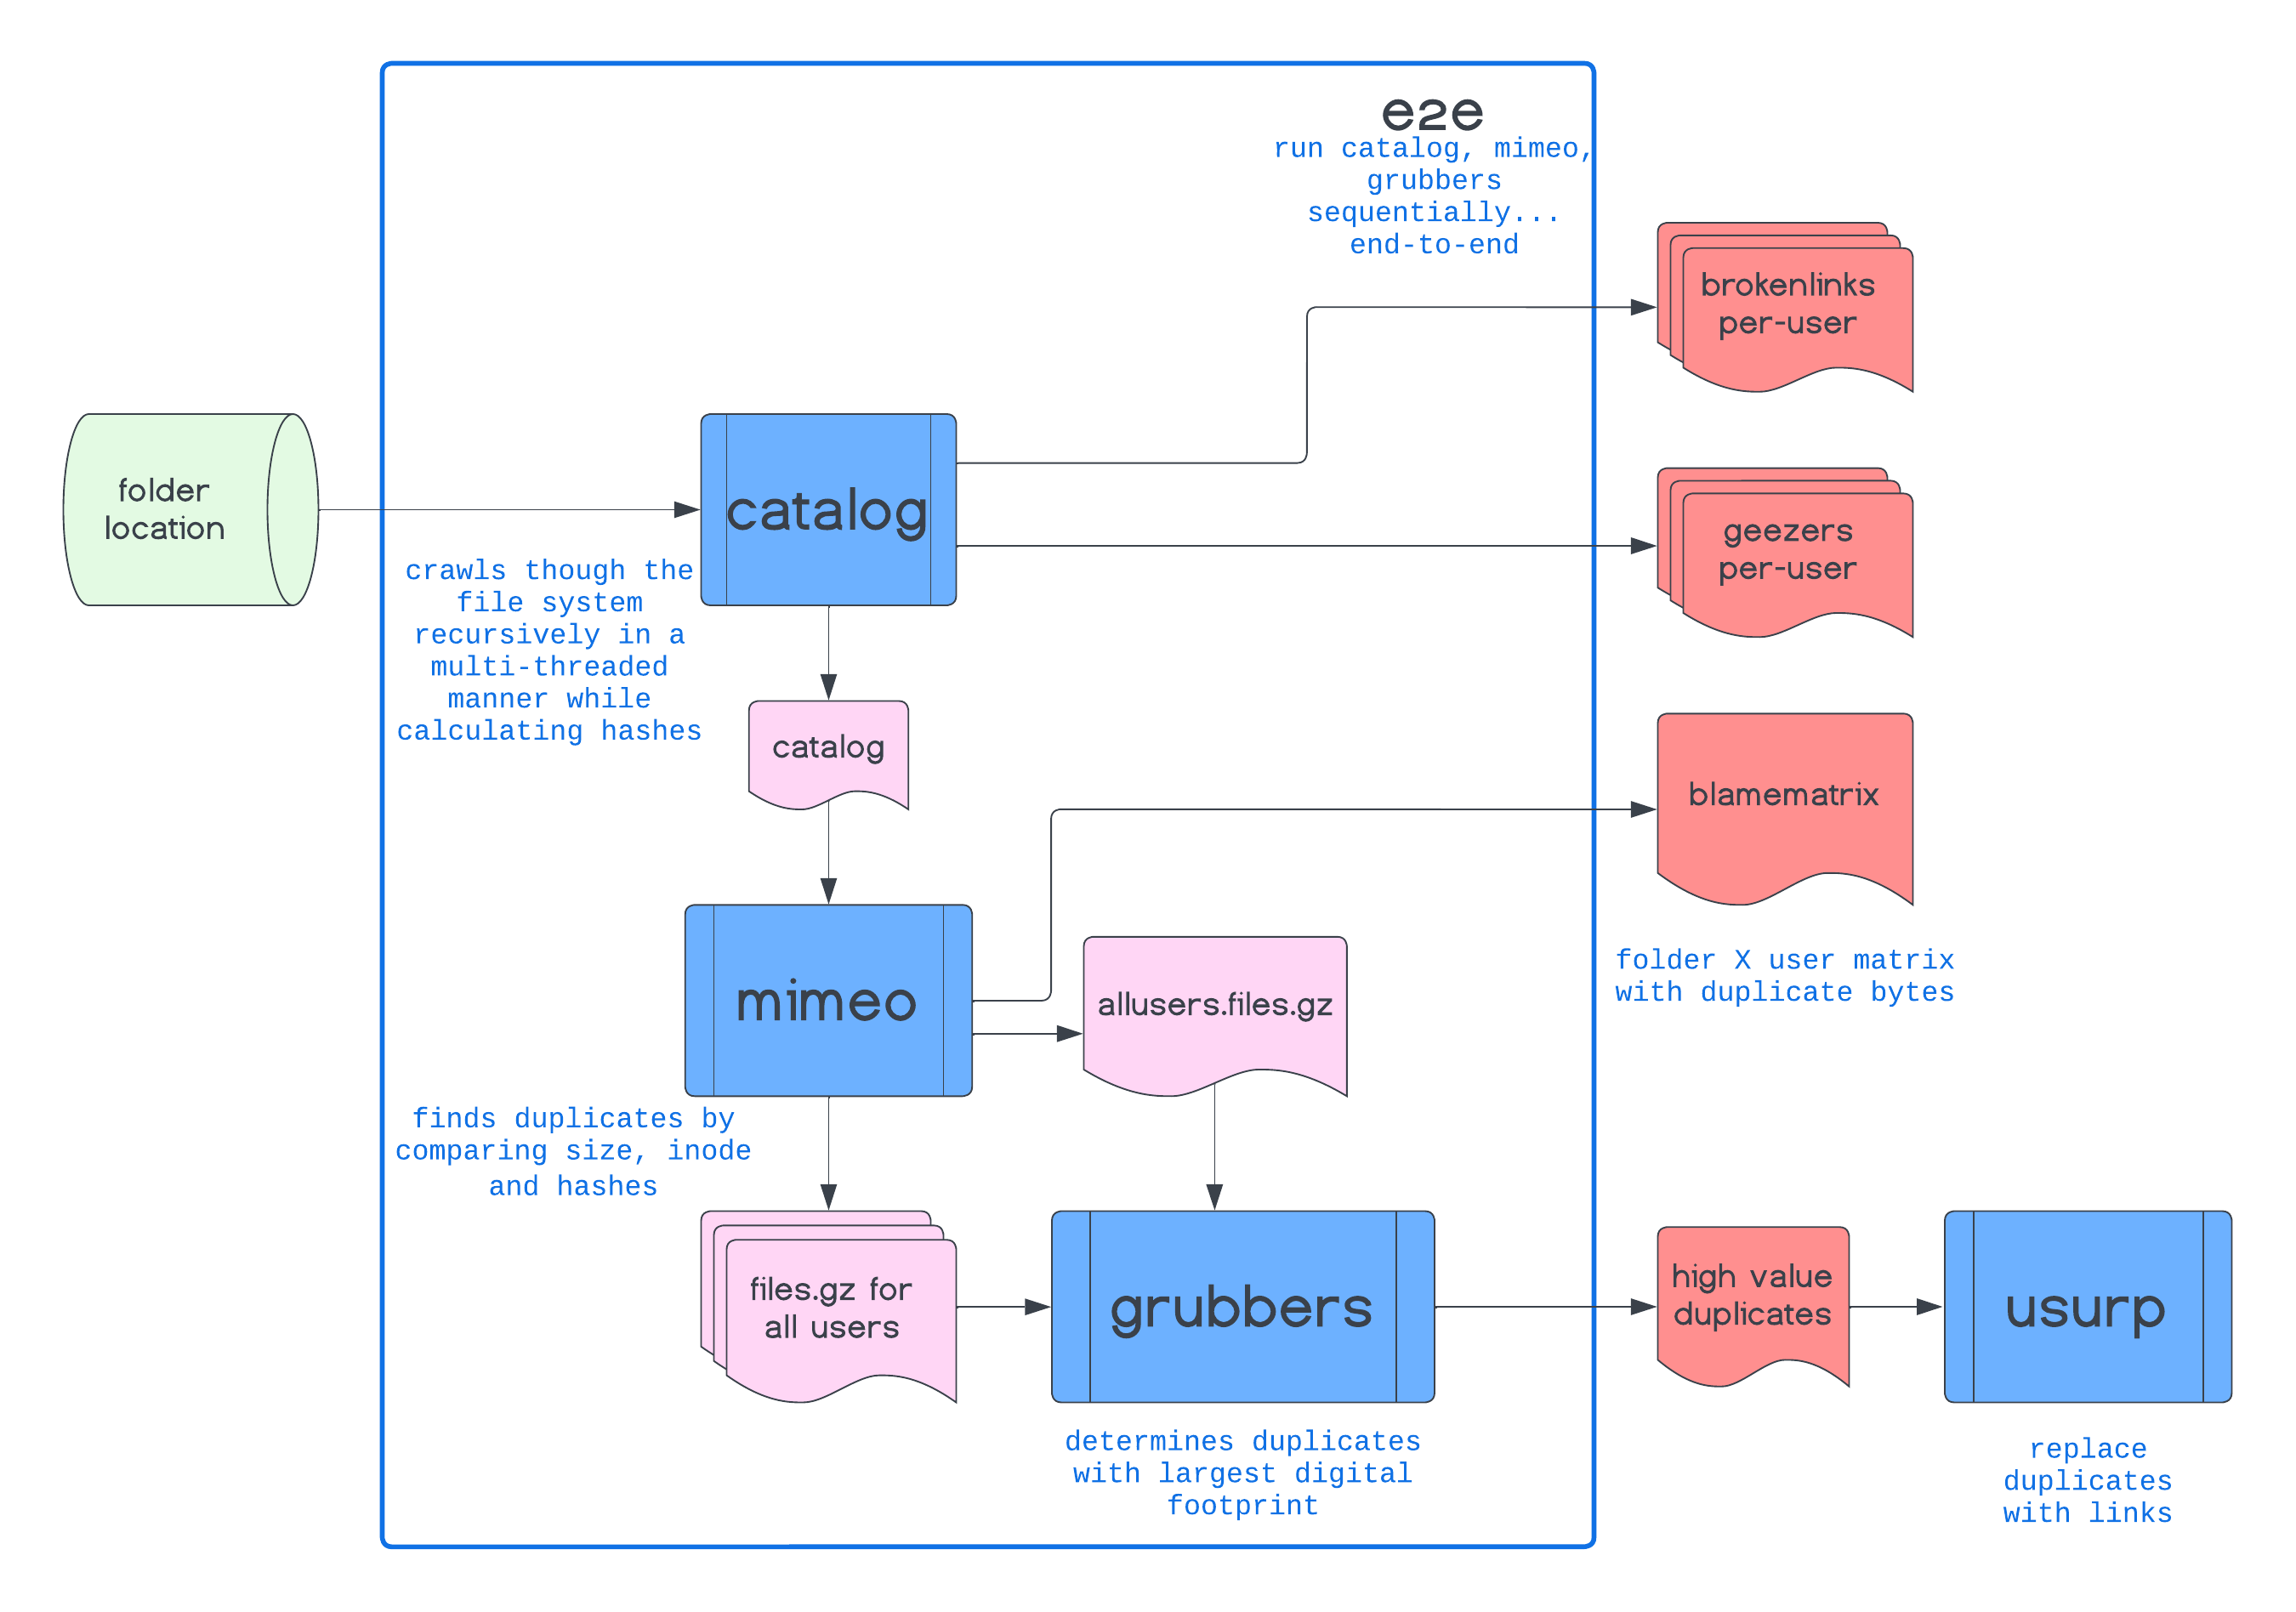 e2e
run catalog, mimeo,
grubbers
sequentially...
end-to-end
brokenlinks
per-user
folder
location
catalog
geezers
per-user
crawls though the
file system
recursively in a
multi-threaded
manner while
calculating hashes
catalog
blamematrix
folder X user matrix
with duplicate bytes
mimeo
allusers.files.gz
finds duplicates by
comparing size, inode
and hashes
files.gz for
all users
grubbers
high value
duplicates
usurp
determines duplicates
with largest digital
footprint
replace
duplicates
with links